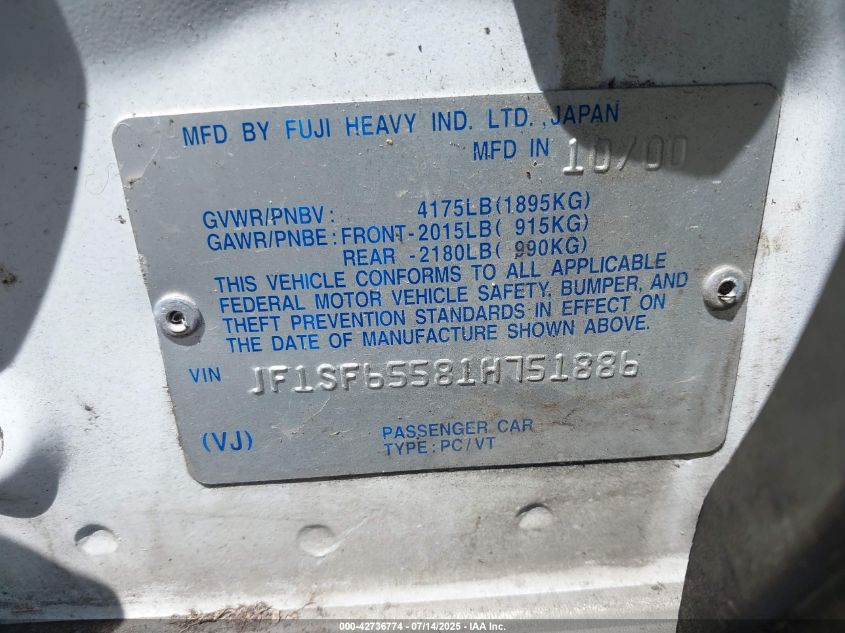 MFD BY FUJI HEAVY IND. LTD., JAPAN
MFD IN 10/00
GVWR/PNBV: 4175LB(1895KG)
GAWR/PNBE: FRONT-2015LB( 915KG)
REAR -2180LB( 990KG)
THIS VEHICLE CONFORMS TO ALL APPLICABLE
FEDERAL MOTOR VEHICLE SAFETY, BUMPER, AND
THEFT PREVENTION STANDARDS IN EFFECT ON
THE DATE OF MANUFACTURE SHOWN ABOVE.
VIN JF1SF65581H751886
(VJ) PASSENGER CAR
TYPE: PC/VT
000-42736774 - 07/14/2025 - IAA Inc.